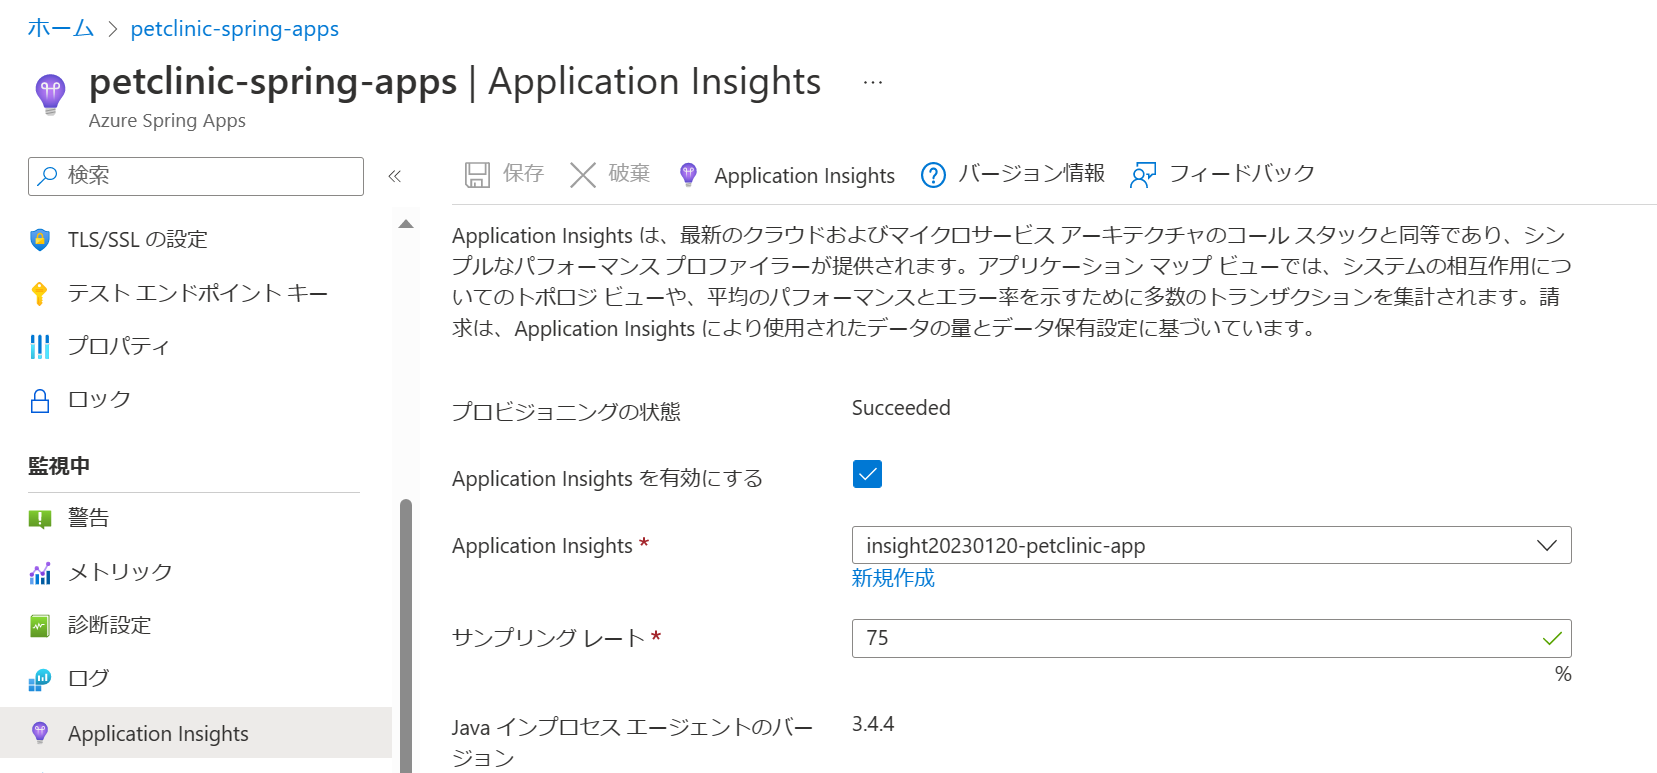 ホーム > petclinic-spring-apps
petclinic-spring-apps | Application Insights ...
Azure Spring Apps
検索
«
保存
破棄
Application Insights
バージョン情報
フィードバック
TLS/SSL の設定
テスト エンドポイント キー
プロパティ
ロック
監視中
警告
メトリック
診断設定
ログ
Application Insights
Application Insights は、最新のクラウドおよびマイクロサービス アーキテクチャのコール スタックと同等であり、シン
プルなパフォーマンス プロファイラーが提供されます。アプリケーション マップ ビューでは、システムの相互作用につ
いてのトポロジ ビューや、平均のパフォーマンスとエラー率を示すために多数のトランザクションを集計されます。請
求は、Application Insights により使用されたデータの量とデータ保有設定に基づいています。
プロビジョニングの状態
Succeeded
Application Insights を有効にする
Application Insights *
insight20230120-petclinic-app
新規作成
サンプリング レート *
75
%
Java インプロセス エージェントのバー
ジョン
3.4.4